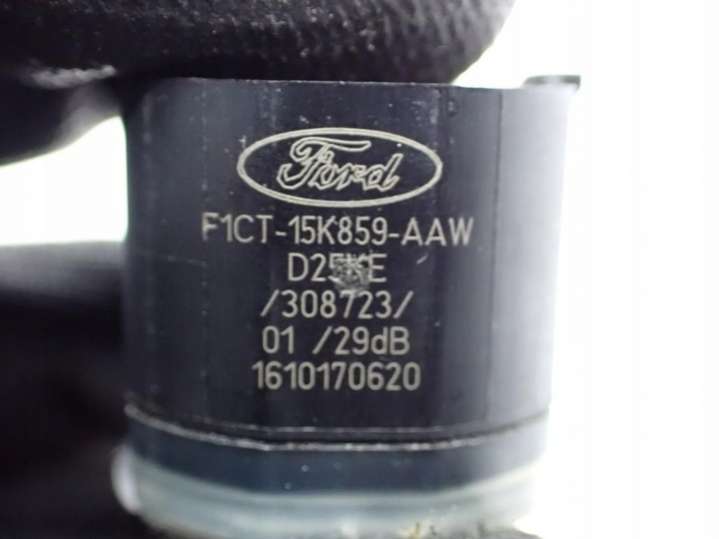 Ford
F1CT-15K859-AAW
/308723/
01 /29dB
1610170620